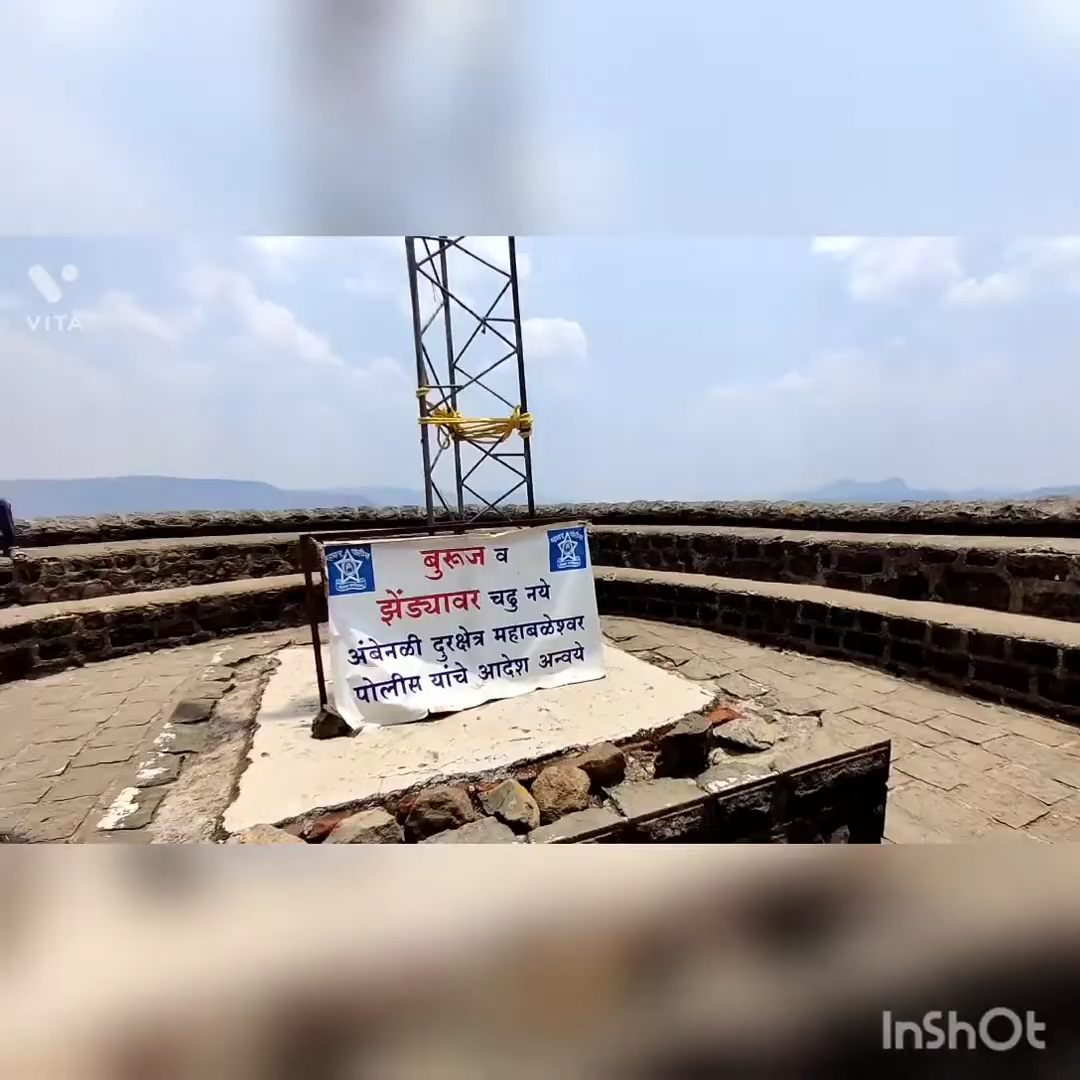 VITA
बुरूज व
झेंड्यावर चढु नये
अंबेनळी दुरक्षेत्र महाबळेश्वर
पोलीस यांचे आदेश अन्वये
InShOt